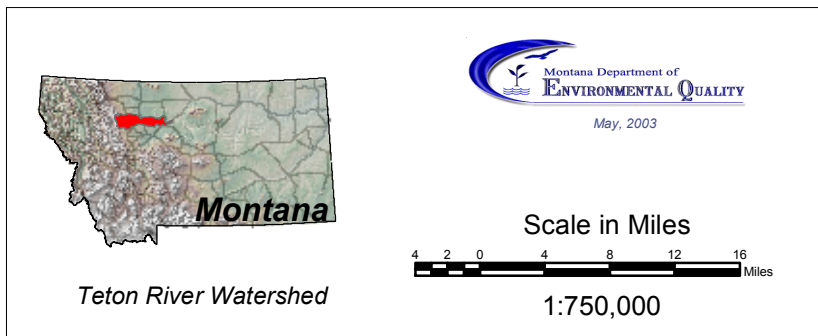 Montana
Teton River Watershed
Montana Department of
ENVIRONMENTAL QUALITY
May, 2003
Scale in Miles
4 2 0 4 8 12 16
Miles
1:750,000